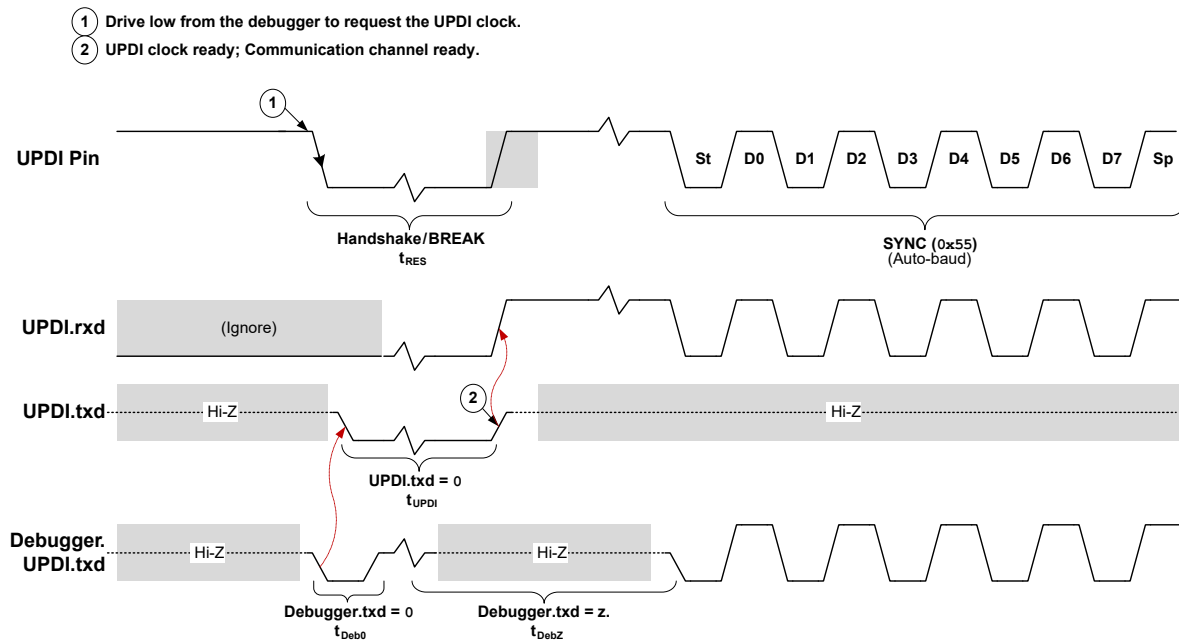 1 Drive low from the debugger to request the UPDI clock.
2 UPDI clock ready; Communication channel ready.
1
UPDI Pin
St D0 D1 D2 D3 D4 D5 D6 D7 Sp
Handshake/BREAK
tRES
SYNC (0x55)
(Auto-baud)
UPDI.rxd
(Ignore)
UPDI.txd
Hi-Z
2
Hi-Z
UPDI.txd = 0
tUPDI
Debugger.
UPDI.txd
Hi-Z
Hi-Z
Debugger.txd = 0
tDeb0
Debugger.txd = z.
tDebZ